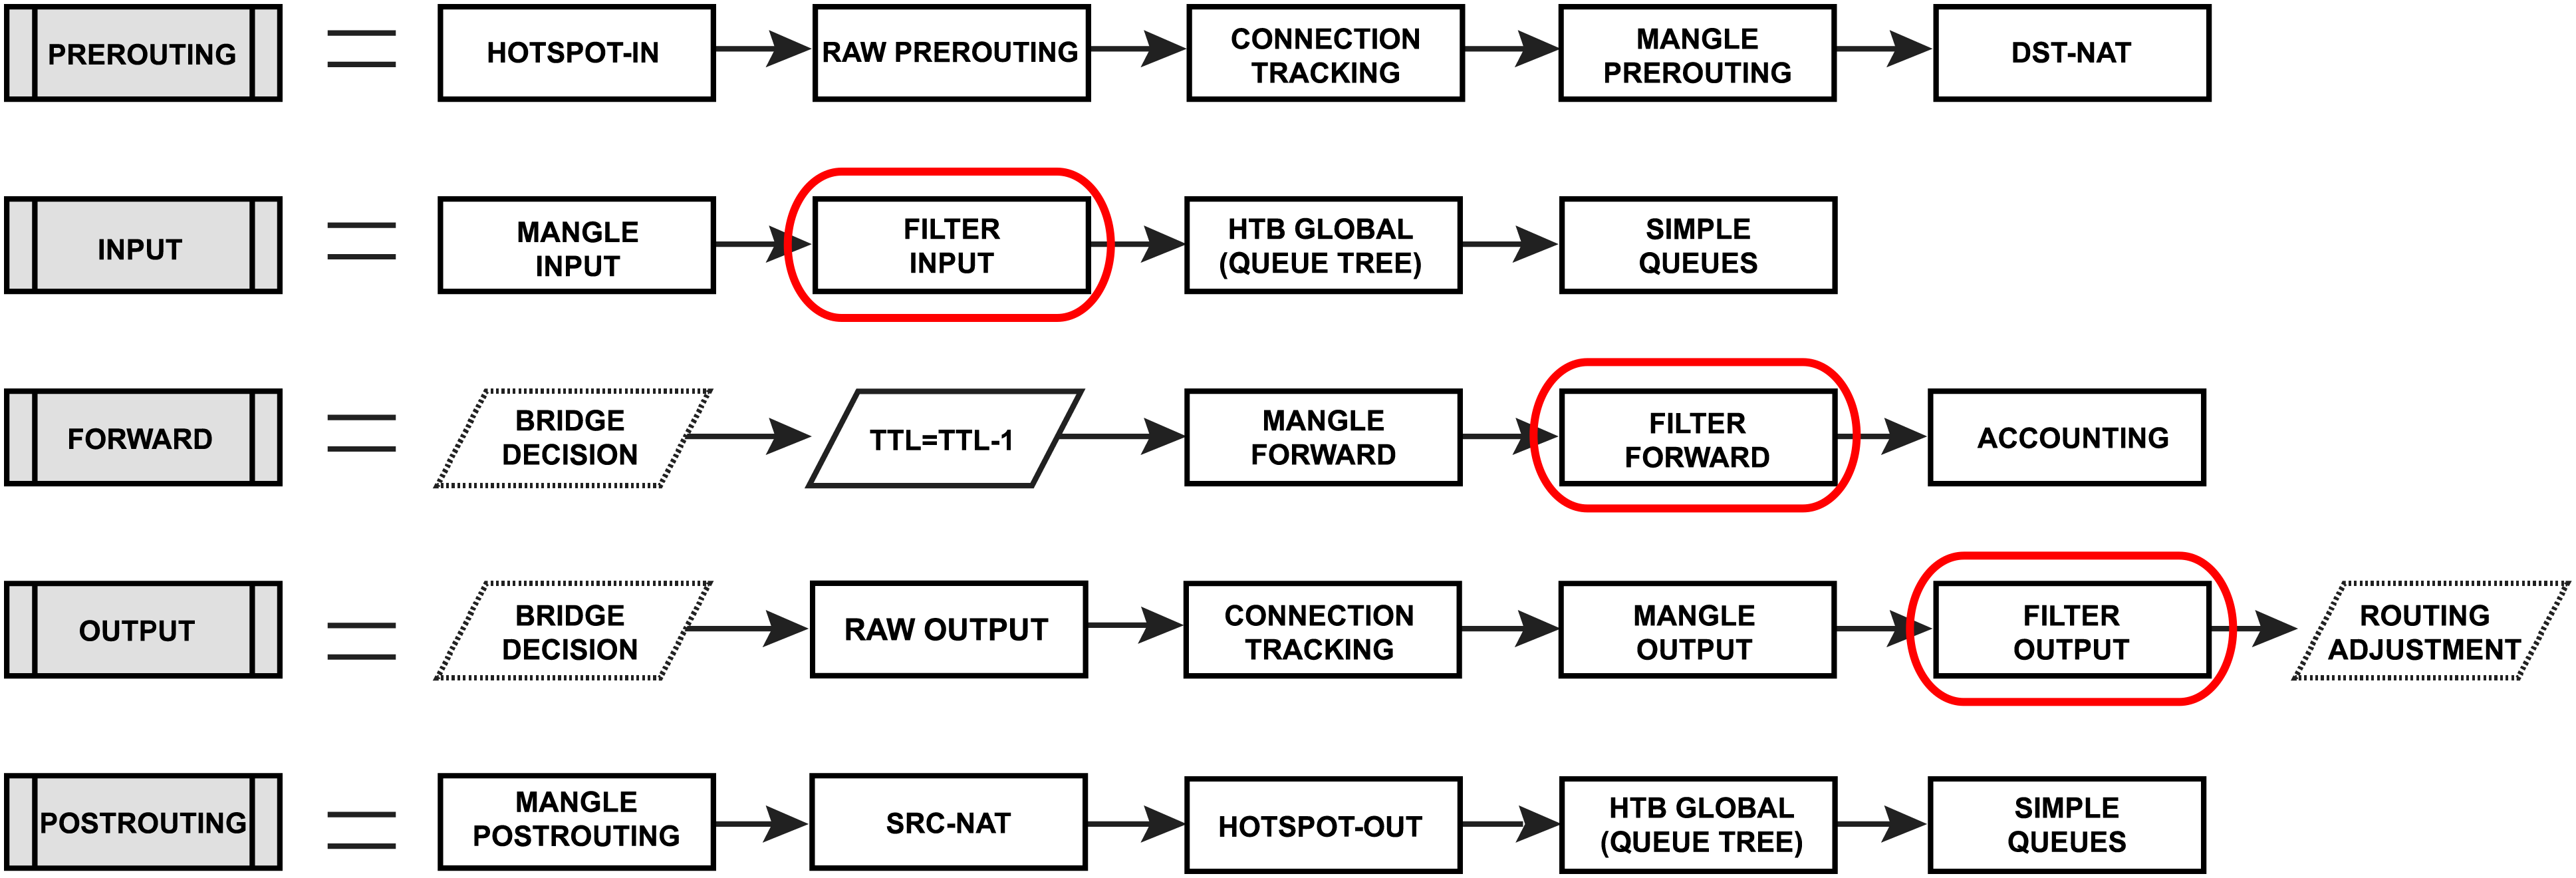 PREROUTING
HOTSPOT-IN
RAW PREROUTING
CONNECTION
TRACKING
MANGLE
PREROUTING
DST-NAT
INPUT
MANGLE
INPUT
FILTER
INPUT
HTB GLOBAL
(QUEUE TREE)
SIMPLE
QUEUES
FORWARD
BRIDGE
DECISION
TTL=TTL-1
MANGLE
FORWARD
FILTER
FORWARD
ACCOUNTING
OUTPUT
BRIDGE
DECISION
RAW OUTPUT
CONNECTION
TRACKING
MANGLE
OUTPUT
FILTER
OUTPUT
ROUTING
ADJUSTMENT
POSTROUTING
MANGLE
POSTROUTING
SRC-NAT
HOTSPOT-OUT
HTB GLOBAL
(QUEUE TREE)
SIMPLE
QUEUES